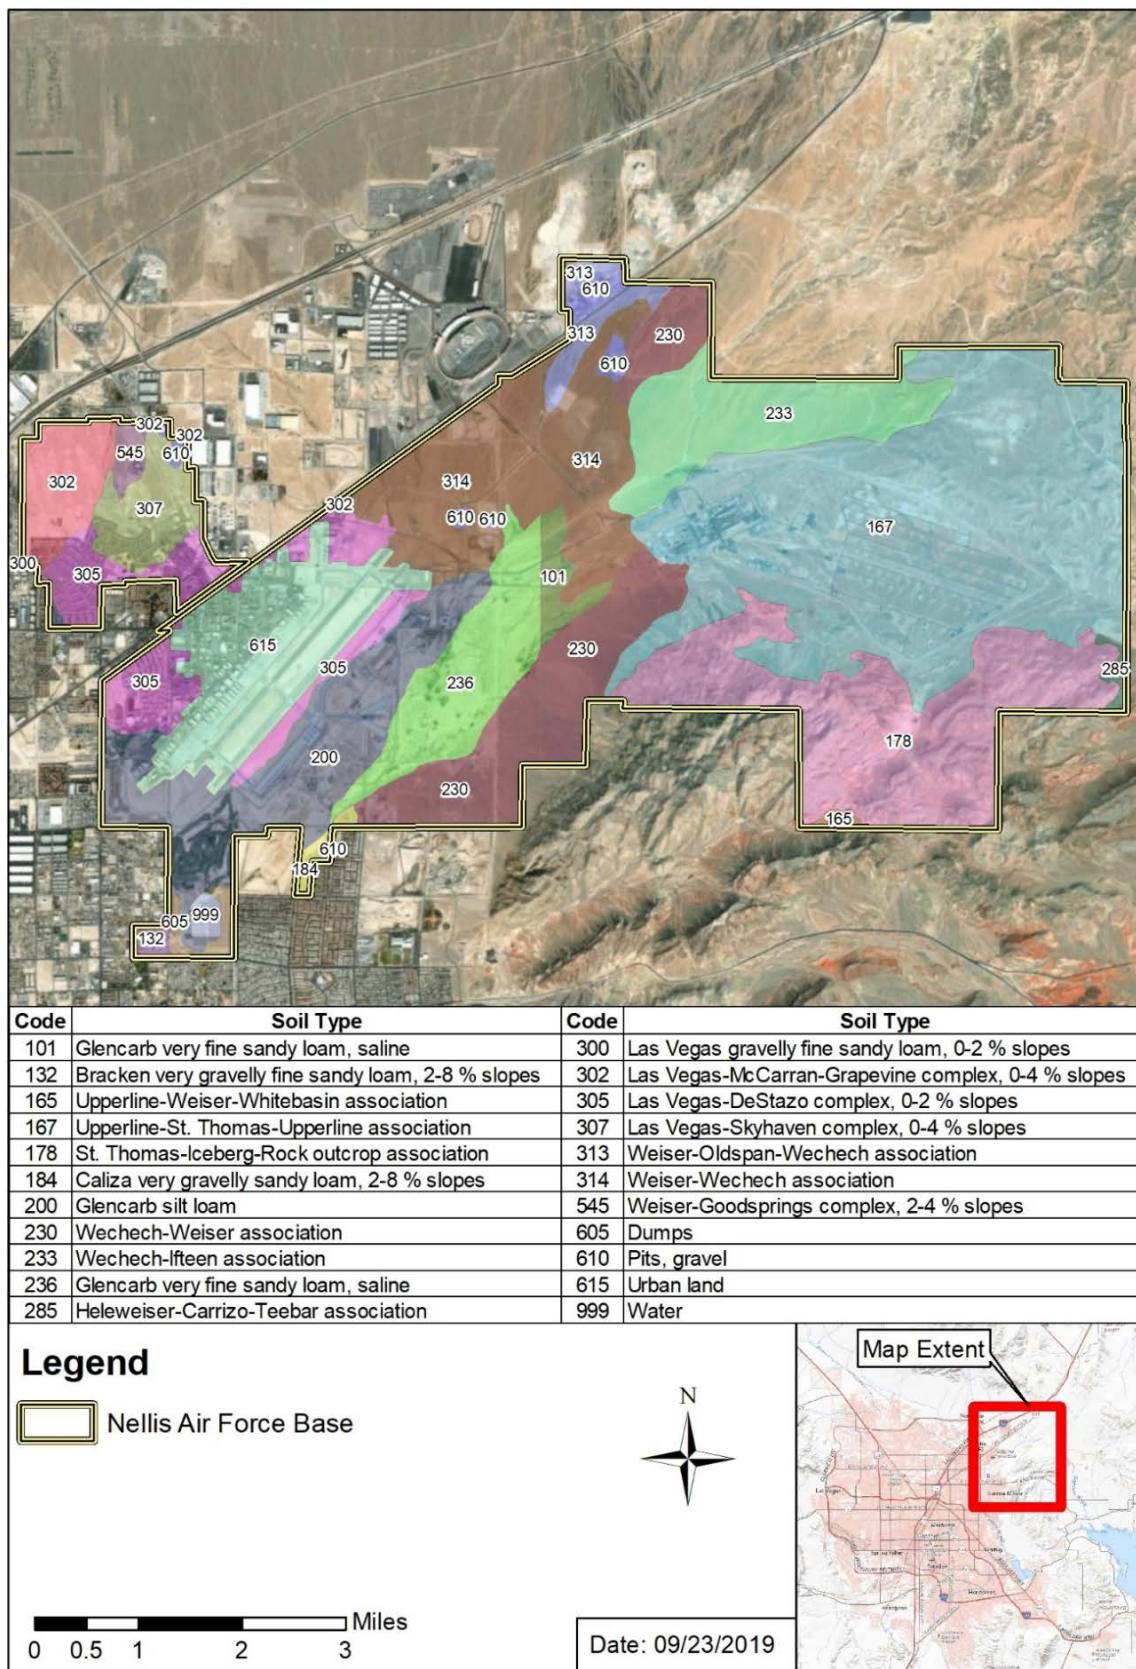 313
610
313
230
610
233
302
302
545
610
302
307
314
314
302
610
610
167
300
305
101
615
305
230
285
305
236
200
178
230
165
610
184
999
605
132
Code Soil Type Code Soil Type
101 Glencarb very fine sandy loam, saline 300 Las Vegas gravelly fine sandy loam, 0-2 % slopes
132 Bracken very gravelly fine sandy loam, 2-8 % slopes 302 Las Vegas-McCarran-Grapevine complex, 0-4 % slopes
165 Upperline-Weiser-Whitebasin association 305 Las Vegas-DeStazo complex, 0-2 % slopes
167 Upperline-St. Thomas-Upperline association 307 Las Vegas-Skyhaven complex, 0-4 % slopes
178 St. Thomas-Iceberg-Rock outcrop association 313 Weiser-Oldspan-Wechech association
184 Caliza very gravelly sandy loam, 2-8 % slopes 314 Weiser-Wechech association
200 Glencarb silt loam 545 Weiser-Goodsprings complex, 2-4 % slopes
230 Wechech-Weiser association 605 Dumps
233 Wechech-Ifteen association 610 Pits, gravel
236 Glencarb very fine sandy loam, saline 615 Urban land
285 Heleweiser-Carrizo-Teebar association 999 Water
Legend
Nellis Air Force Base
N
Map Extent
Las Vegas
Miles
0 0.5 1 2 3
Date: 09/23/2019